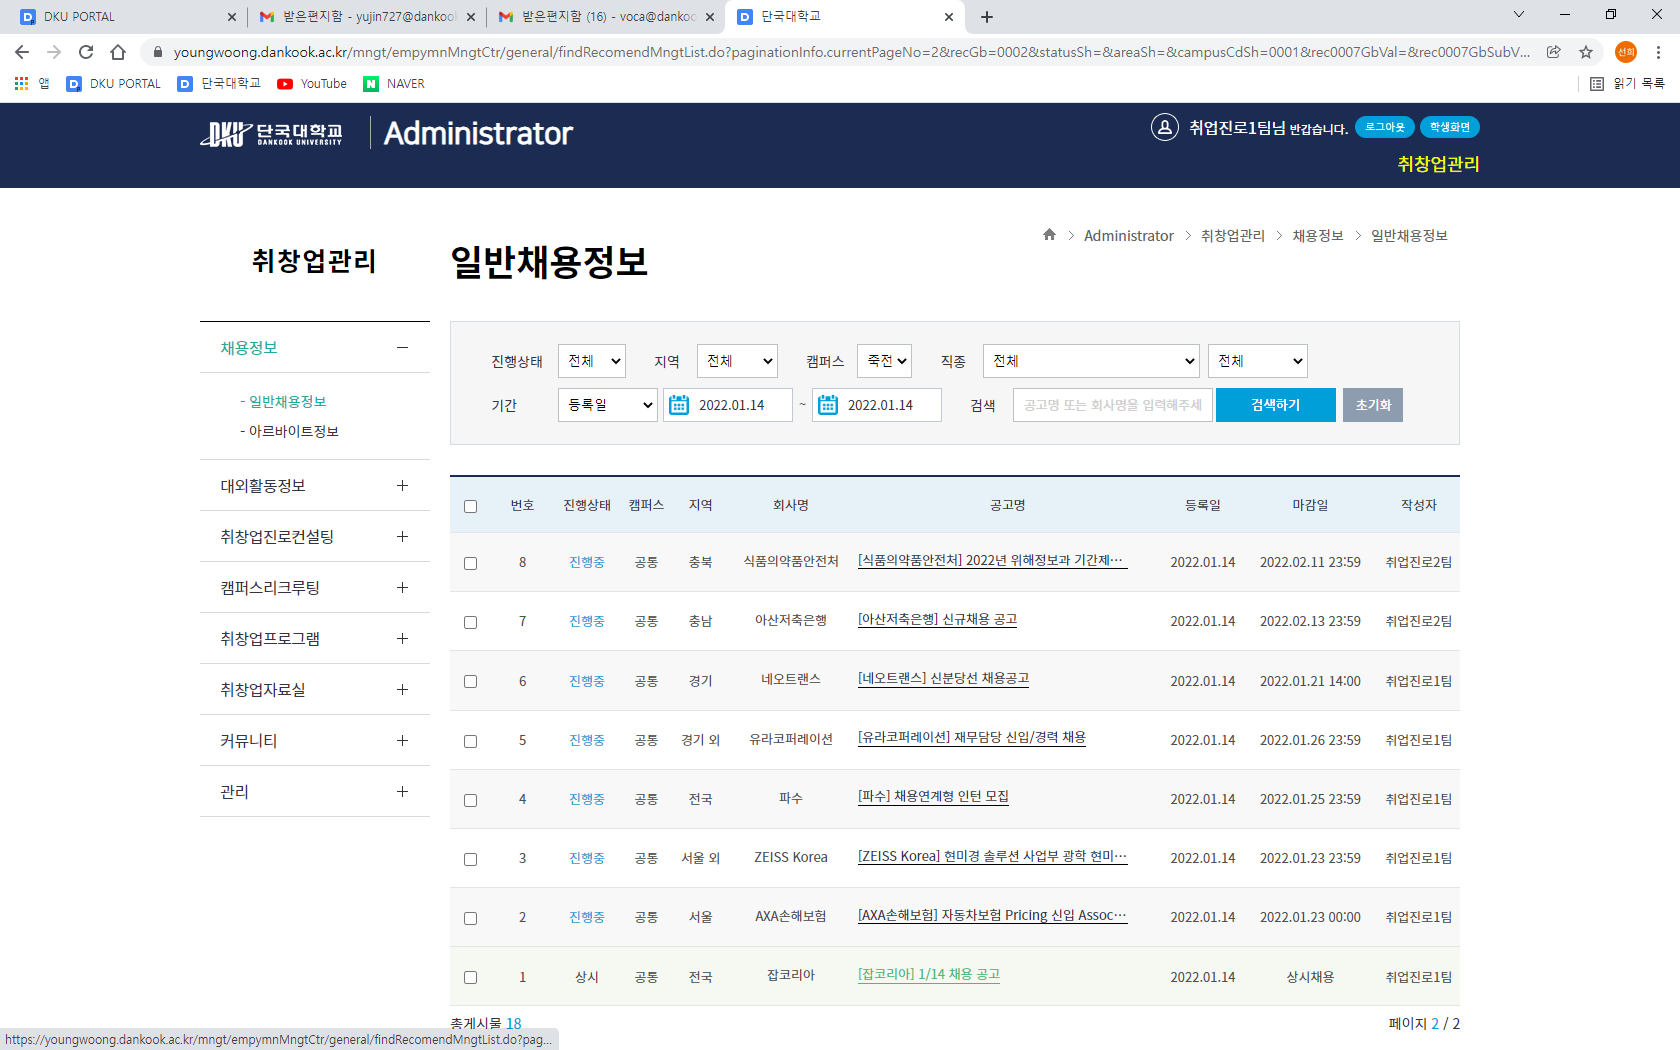 DKU PORTAL
받은편지함 - yujin727@dankook
받은편지함 (16) - voca@dankoo
단국대학교
youngwoong.dankook.ac.kr/mngt/empymnMngtCtr/general/findRecomendMngtList.do?paginationInfo.currentPageNo=2&recGb=0002&statusSh=&areaSh=&campusCdSh=0001&rec0007GbVal=&rec0007GbSubV...
선희
앱 DKU PORTAL 단국대학교 YouTube NAVER 읽기 목록
DKU 단국대학교 DANKOOK UNIVERSITY Administrator
취업진로1팀님 반갑습니다. 로그아웃 학생화면
취창업관리
Administrator 취창업관리 채용정보 일반채용정보
취창업관리
일반채용정보
채용정보
- 일반채용정보
- 아르바이트정보
대외활동정보
취창업진로컨설팅
캠퍼스리크루팅
취창업프로그램
취창업자료실
커뮤니티
관리
진행상태 전체 지역 전체 캠퍼스 죽전 직종 전체 전체
기간 등록일 2022.01.14 ~ 2022.01.14 검색 공고명 또는 회사명을 입력해주세 검색하기 초기화
번호 진행상태 캠퍼스 지역 회사명 공고명 등록일 마감일 작성자
8 진행중 공통 충북 식품의약품안전처 [식품의약품안전처] 2022년 위해정보과 기간제··· 2022.01.14 2022.02.11 23:59 취업진로2팀
7 진행중 공통 충남 아산저축은행 [아산저축은행] 신규채용 공고 2022.01.14 2022.02.13 23:59 취업진로2팀
6 진행중 공통 경기 네오트랜스 [네오트랜스] 신분당선 채용공고 2022.01.14 2022.01.21 14:00 취업진로1팀
5 진행중 공통 경기 외 유라코퍼레이션 [유라코퍼레이션] 재무담당 신입/경력 채용 2022.01.14 2022.01.26 23:59 취업진로1팀
4 진행중 공통 전국 파수 [파수] 채용연계형 인턴 모집 2022.01.14 2022.01.25 23:59 취업진로1팀
3 진행중 공통 서울 외 ZEISS Korea [ZEISS Korea] 현미경 솔루션 사업부 광학 현미··· 2022.01.14 2022.01.23 23:59 취업진로1팀
2 진행중 공통 서울 AXA손해보험 [AXA손해보험] 자동차보험 Pricing 신입 Assoc··· 2022.01.14 2022.01.23 00:00 취업진로1팀
1 상시 공통 전국 잡코리아 [잡코리아] 1/14 채용 공고 2022.01.14 상시채용 취업진로1팀
총게시물 18 페이지 2 / 2
https://youngwoong.dankook.ac.kr/mngt/empymnMngtCtr/general/findRecomendMngtList.do?pag...